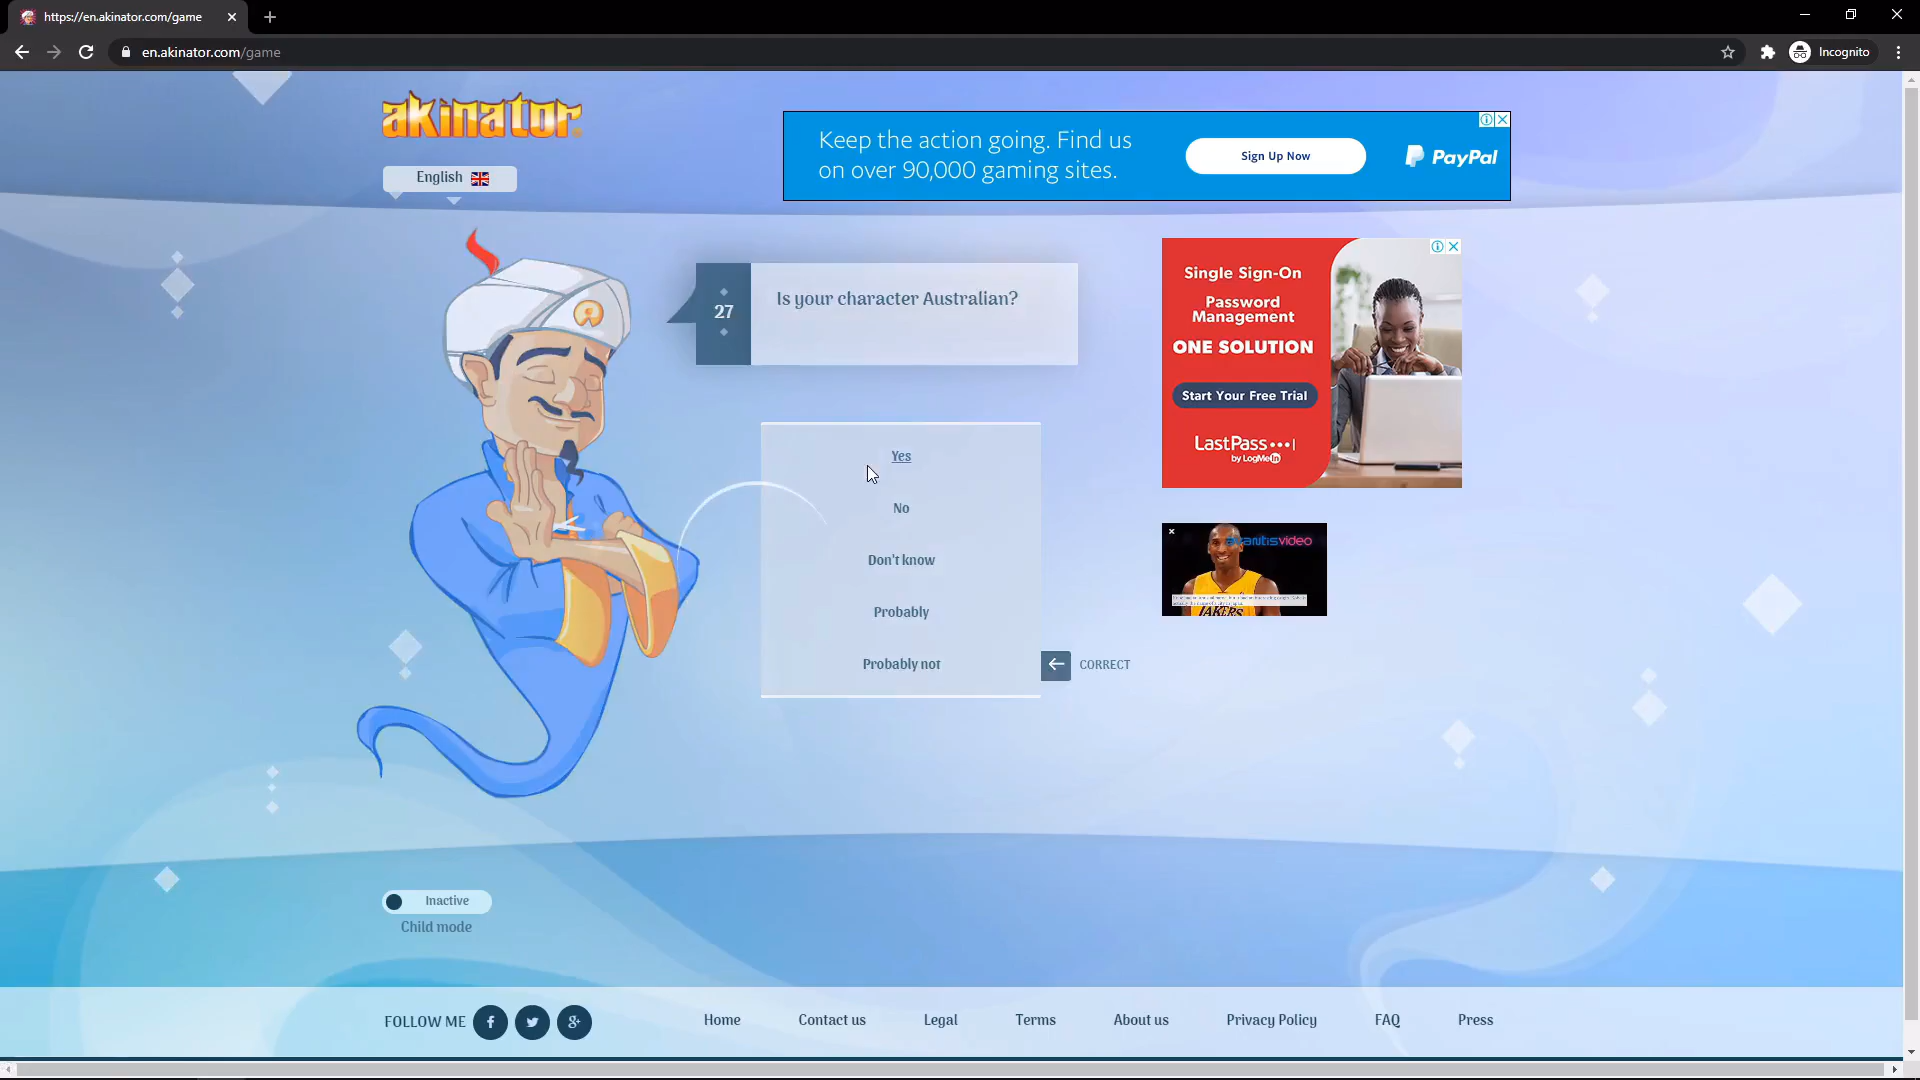 https://en.akinator.com/game
en.akinator.com/game
Incognito
akinator
English
Keep the action going. Find us
on over 90,000 gaming sites.
Sign Up Now
PayPal
27
Is your character Australian?
Yes
No
Don't know
Probably
Probably not
CORRECT
Single Sign-On
Password
Management
ONE SOLUTION
Start Your Free Trial
LastPass
by LogMeIn
avantisvideo
LAKERS
Inactive
Child mode
FOLLOW ME
Home
Contact us
Legal
Terms
About us
Privacy Policy
FAQ
Press